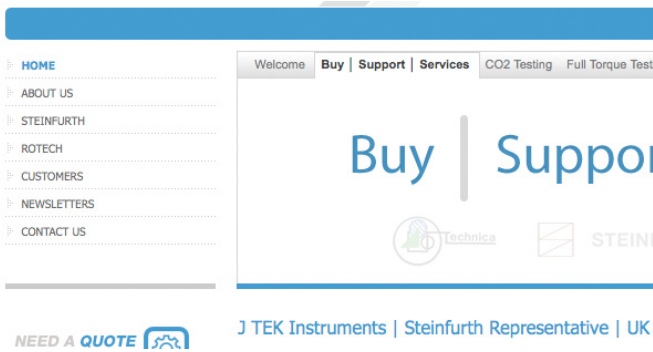 HOME
ABOUT US
STEINFURTH
ROTECH
CUSTOMERS
NEWSLETTERS
CONTACT US
Welcome Buy | Support | Services CO2 Testing Full Torque Test
Buy | Suppor
Technica STEIN
NEED A QUOTE
J TEK Instruments | Steinfurth Representative | UK